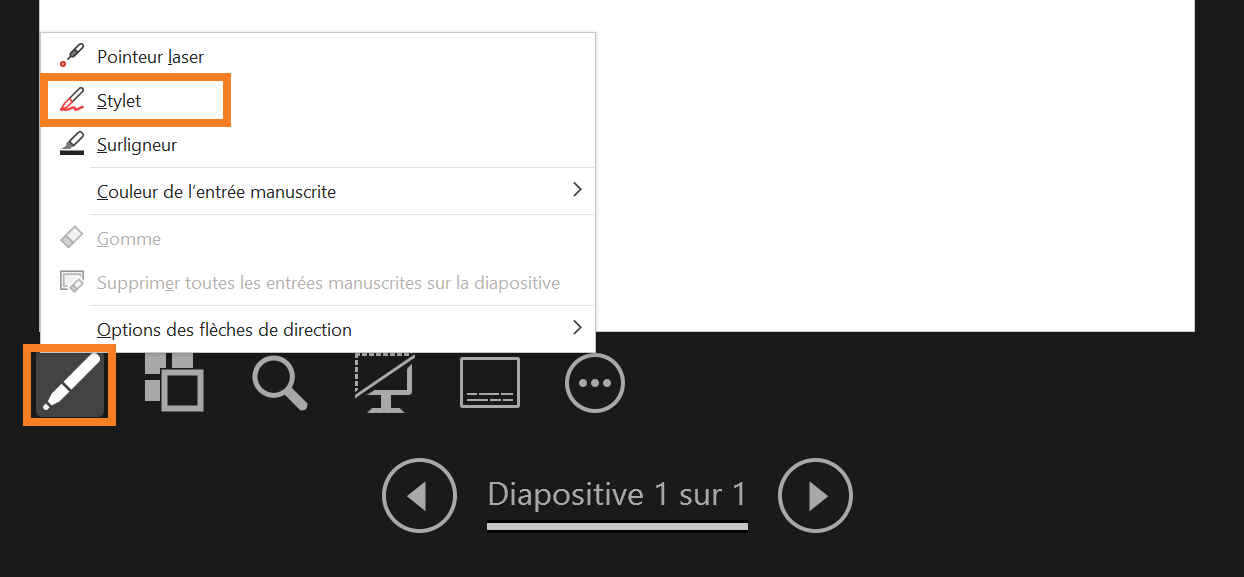 Pointeur laser
Stylet
Surligneur
Couleur de l’entrée manuscrite
Gomme
Supprimer toutes les entrées manuscrites sur la diapositive
Options des flèches de direction
Diapositive 1 sur 1